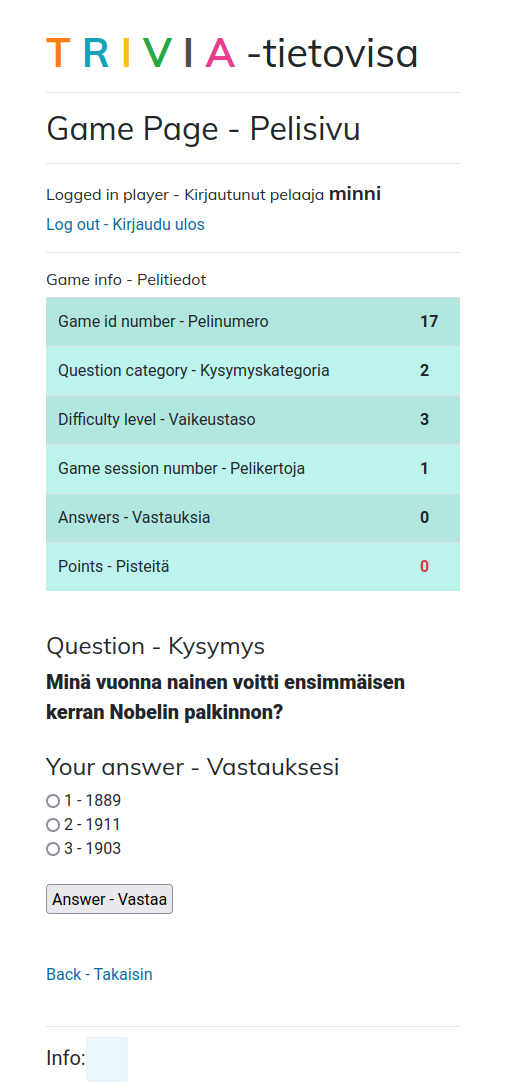 T R I V I A -tietovisa
Game Page - Pelisivu
Logged in player - Kirjautunut pelaaja minni
Log out - Kirjaudu ulos
Game info - Pelitiedot
Game id number - Pelinumero 17
Question category - Kysymyskategoria 2
Difficulty level - Vaikeustaso 3
Game session number - Pelikertoja 1
Answers - Vastauksia 0
Points - Pisteitä 0
Question - Kysymys
Minä vuonna nainen voitti ensimmäisen
kerran Nobelin palkinnon?
Your answer - Vastauksesi
1 - 1889
2 - 1911
3 - 1903
Answer - Vastaa
Back - Takaisin
Info: